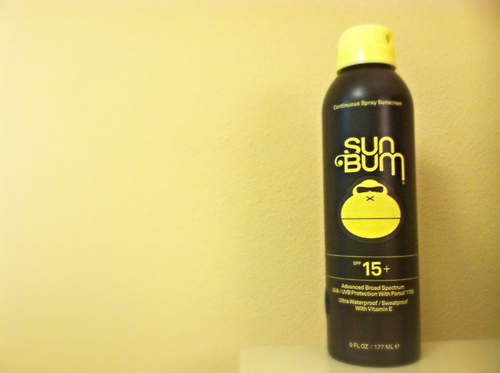 Continuous Spray Sunscreen
SUN
BUM
SPF 15+
Advanced Broad Spectrum
UVA/UVB Protection With Parsol 1789
Ultra Waterproof / Sweatproof
With Vitamin E
6 FL OZ / 177 ML e